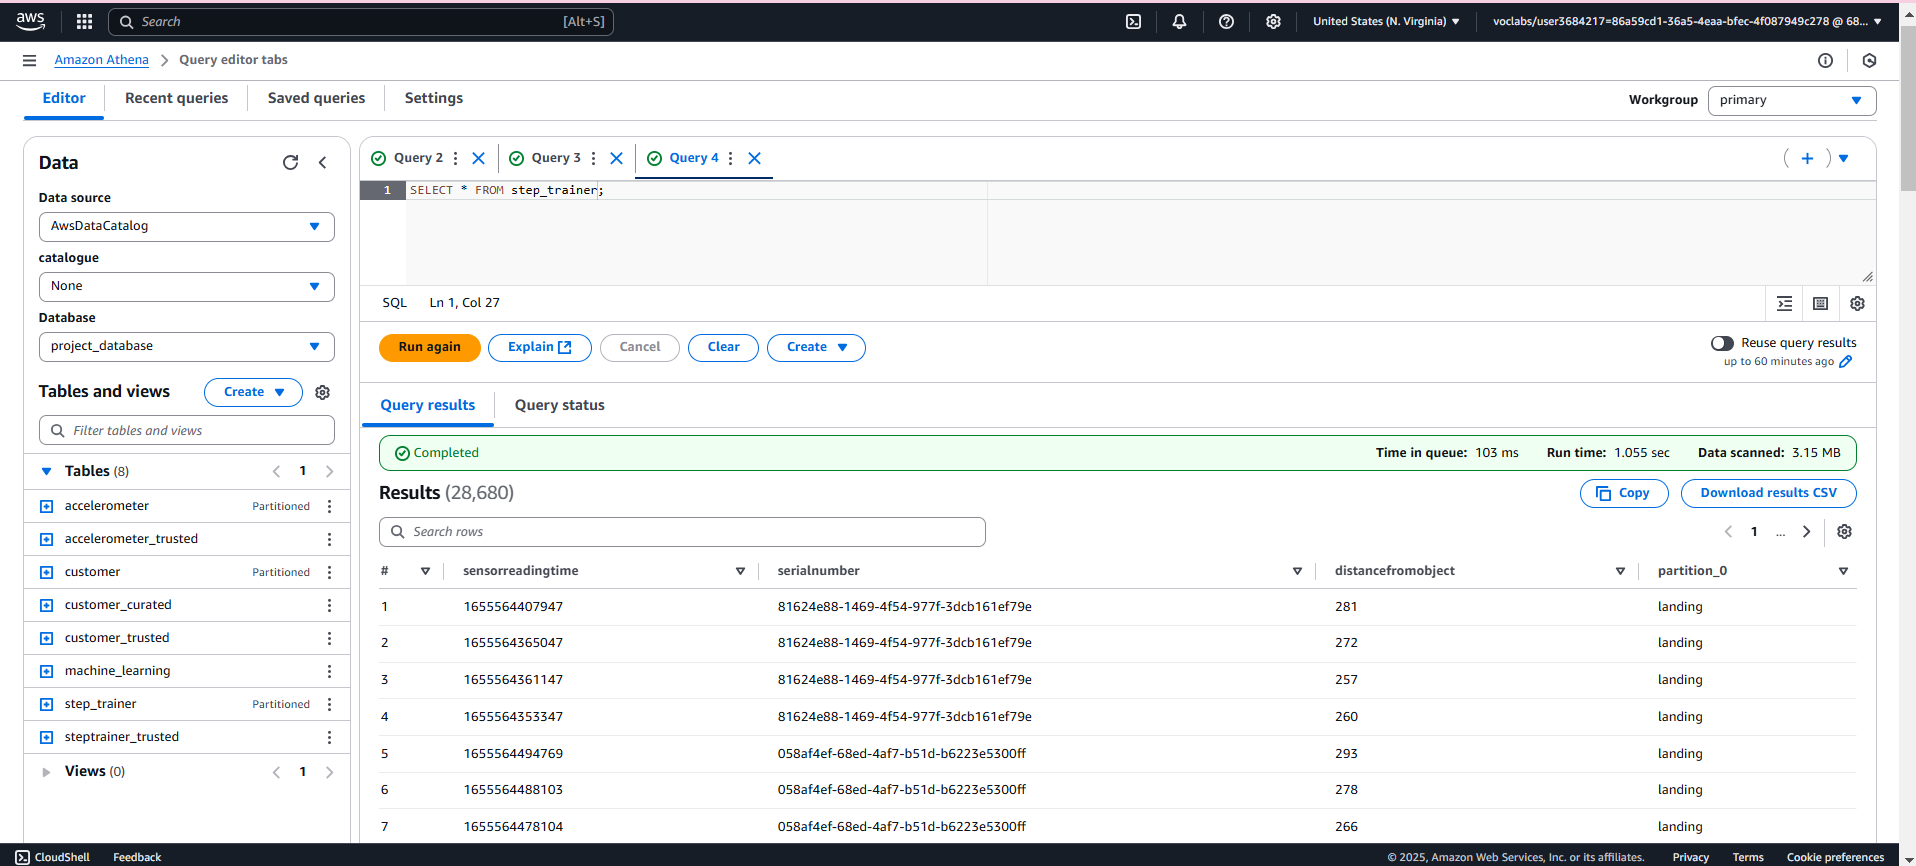 aws Search [Alt+S] United States (N. Virginia) voclabs/user3684217=86a59cd1-36a5-4eaa-bfec-4f087949c278 @ 68...
Amazon Athena Query editor tabs
Editor Recent queries Saved queries Settings Workgroup primary
Data
Data source
AwsDataCatalog
catalogue
None
Database
project_database
Tables and views Create
Filter tables and views
Tables (8) 1
accelerometer Partitioned
accelerometer_trusted
customer Partitioned
customer_curated
customer_trusted
machine_learning
step_trainer Partitioned
steptrainer_trusted
Views (0) 1
Query 2 Query 3 Query 4
1 SELECT * FROM step_trainer;
SQL Ln 1, Col 27
Run again Explain Cancel Clear Create
Reuse query results
up to 60 minutes ago
Query results Query status
Completed Time in queue: 103 ms Run time: 1.055 sec Data scanned: 3.15 MB
Results (28,680) Copy Download results CSV
Search rows 1 ...
# sensorreadingtime serialnumber distancefromobject partition_0
1 1655564407947 81624e88-1469-4f54-977f-3dcb161ef79e 281 landing
2 1655564365047 81624e88-1469-4f54-977f-3dcb161ef79e 272 landing
3 1655564361147 81624e88-1469-4f54-977f-3dcb161ef79e 257 landing
4 1655564353347 81624e88-1469-4f54-977f-3dcb161ef79e 260 landing
5 1655564494769 058af4ef-68ed-4af7-b51d-b6223e5300ff 293 landing
6 1655564488103 058af4ef-68ed-4af7-b51d-b6223e5300ff 278 landing
7 1655564478104 058af4ef-68ed-4af7-b51d-b6223e5300ff 266 landing
CloudShell Feedback © 2025, Amazon Web Services, Inc. or its affiliates. Privacy Terms Cookie preferences